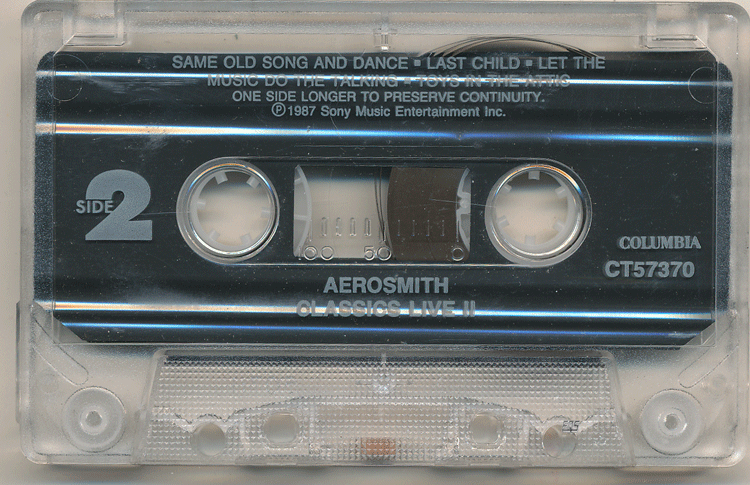 SAME OLD SONG AND DANCE ▪ LAST CHILD ▪ LET THE
MUSIC DO THE TALKING ▪ TOYS IN THE ATTIC
ONE SIDE LONGER TO PRESERVE CONTINUITY.
℗ 1987 Sony Music Entertainment Inc.
SIDE 2
100 50 0
COLUMBIA
CT57370
AEROSMITH
CLASSICS LIVE II